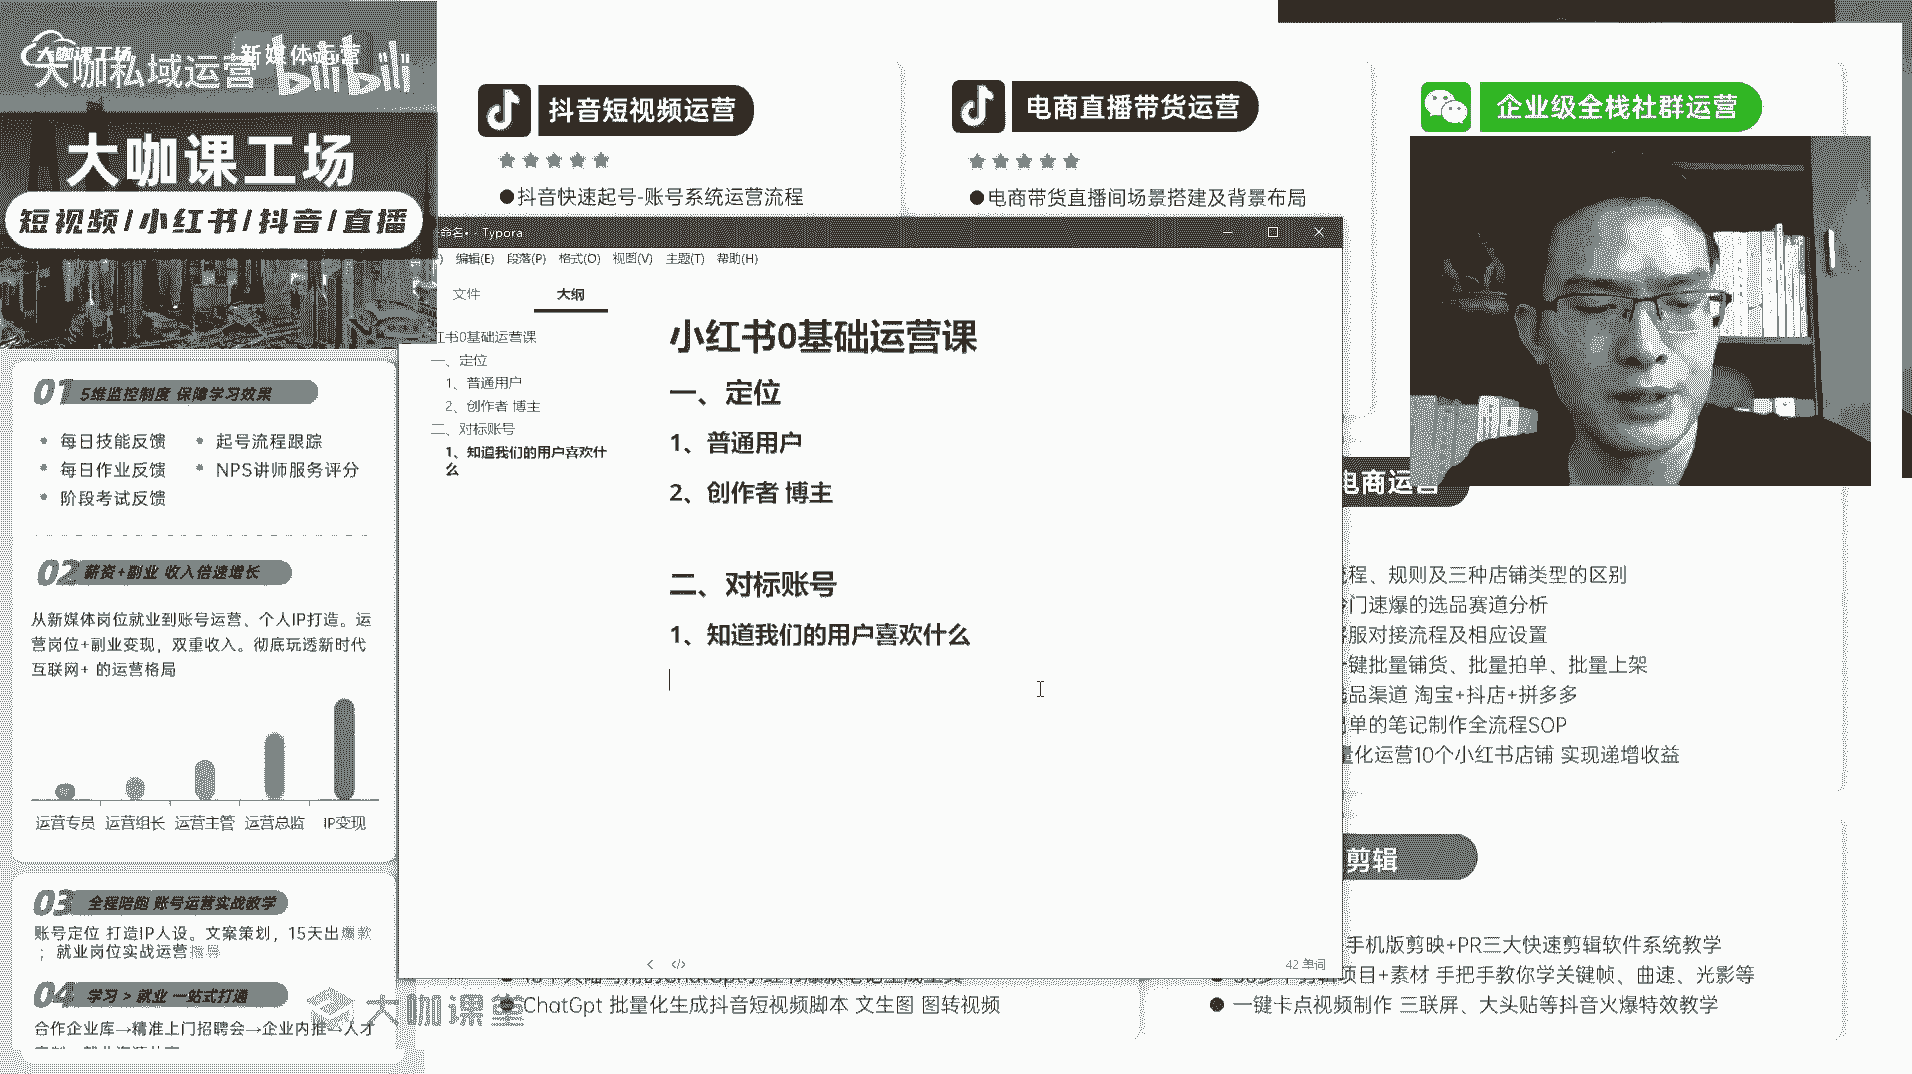 大咖课工场
新媒体运营
大咖私域运营
bilibili
大咖课工场
短视频/小红书/抖音/直播
01 5维监控制度 保障学习效果
每日技能反馈
起号流程跟踪
每日作业反馈
NPS讲师服务评分
阶段考试反馈
02 薪资+副业 收入倍速增长
从新媒体岗位就业到账号运营、个人IP打造。运
营岗位+副业变现，双重收入。彻底玩透新时代
互联网+ 的运营格局
运营专员 运营组长 运营主管 运营总监 IP变现
03 全程陪跑 账号运营实战教学
账号定位 打造IP人设。文案策划，15天出爆款
；就业岗位实战运营指导
04 学习 > 就业 一站式打通
合作企业库→精准上门招聘会→企业内推→人才
大咖课堂
抖音短视频运营
●抖音快速起号-账号系统运营流程
电商直播带货运营
●电商带货直播间场景搭建及背景布局
企业级全栈社群运营
命名• - Typora
编辑(E) 段落(P) 格式(O) 视图(V) 主题(T) 帮助(H)
文件
大纲
红书0基础运营课
一、定位
1、普通用户
2、创作者 博主
二、对标账号
1、知道我们的用户喜欢什
么
小红书0基础运营课
一、定位
1、普通用户
2、创作者 博主
二、对标账号
1、知道我们的用户喜欢什么
42 单词
●ChatGpt 批量化生成抖音短视频脚本 文生图 图转视频
电商运营
流程、规则及三种店铺类型的区别
冷门速爆的选品赛道分析
客服对接流程及相应设置
一键批量铺货、批量拍单、批量上架
选品渠道 淘宝+抖店+拼多多
出单的笔记制作全流程SOP
量化运营10个小红书店铺 实现递增收益
剪辑
手机版剪映+PR三大快速剪辑软件系统教学
项目+素材 手把手教你学关键帧、曲速、光影等
●一键卡点视频制作 三联屏、大头贴等抖音火爆特效教学